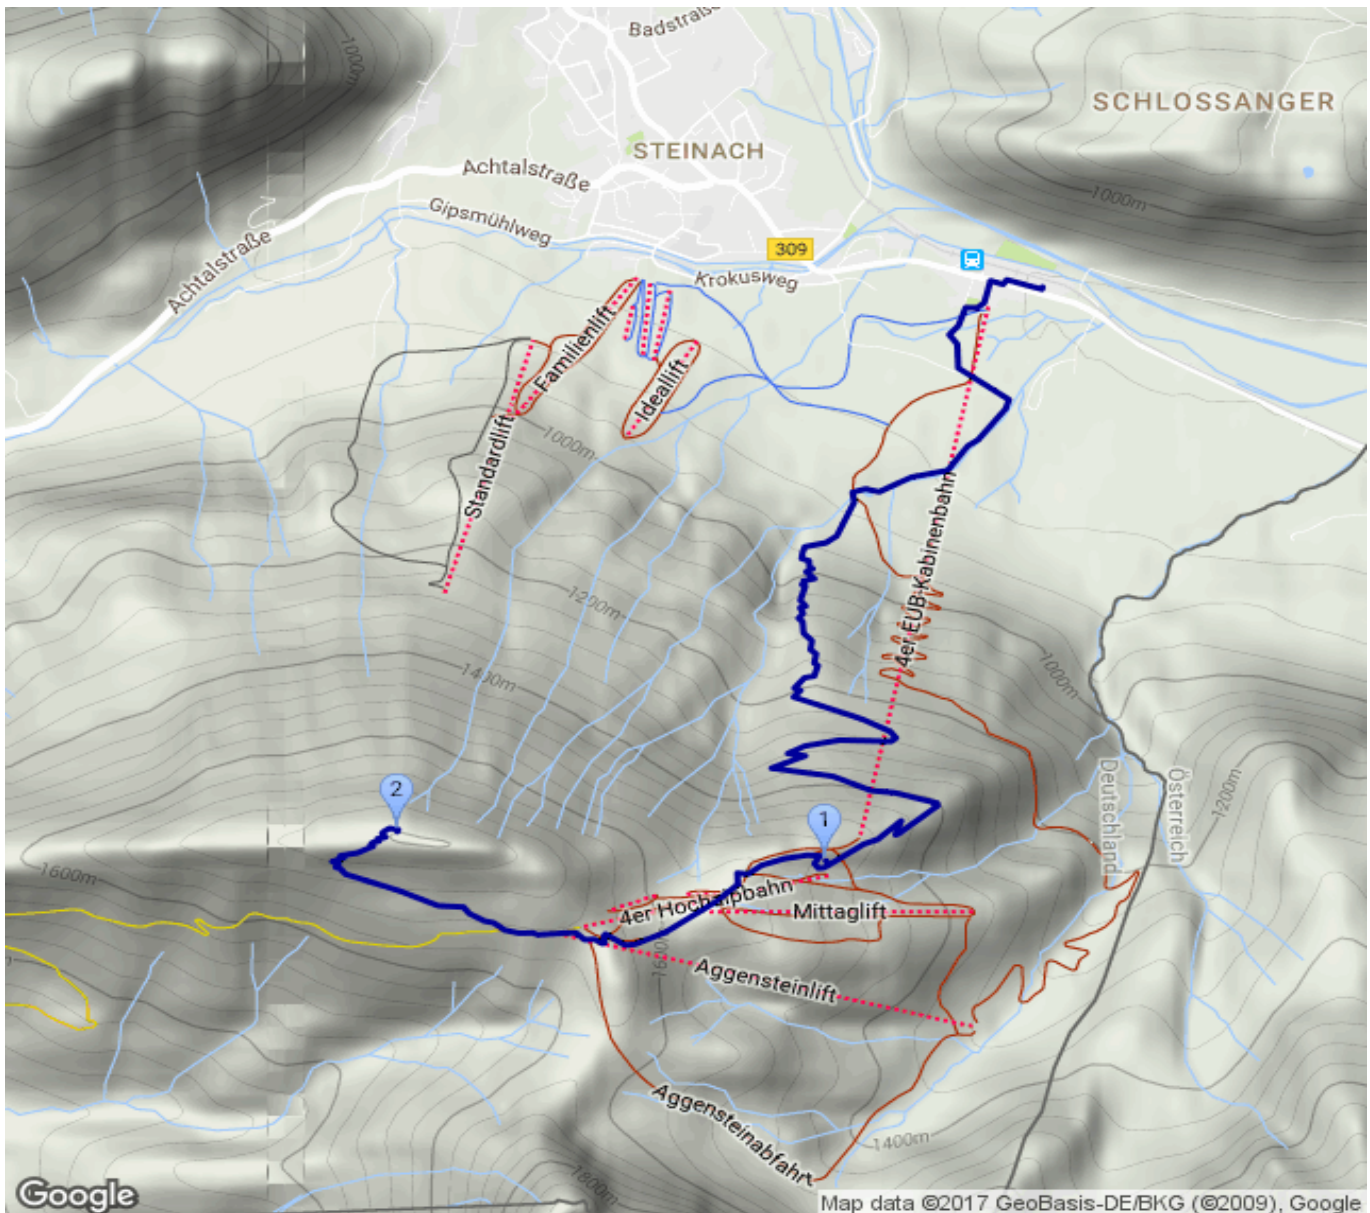 Badstraße
1000m
SCHLOSSANGER
STEINACH
Achtalstraße
1000m
Gipsmühlweg
309
Achtalstraße
Krokusweg
Familienlift
Ideallift
1000m
Standardlift
4er EUB-Kabinenbahn
1200m
1000m
1400m
Deutschland
Österreich
1200m
2
1
1600m
4er Hochalpbahn
Mittaglift
1600
Aggensteinlift
Aggensteinabfahrt
1400m
1800m
Google
Map data ©2017 GeoBasis-DE/BKG (©2009), Google